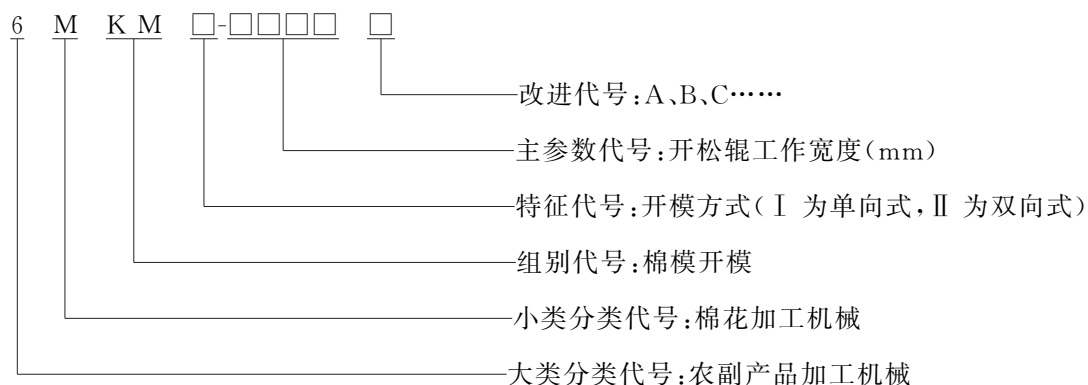 6 M KM □-□□□□ □
改进代号:A、B、C……
主参数代号:开松辊工作宽度(mm)
特征代号:开模方式(Ⅰ 为单向式,Ⅱ 为双向式)
组别代号:棉模开模
小类分类代号:棉花加工机械
大类分类代号:农副产品加工机械